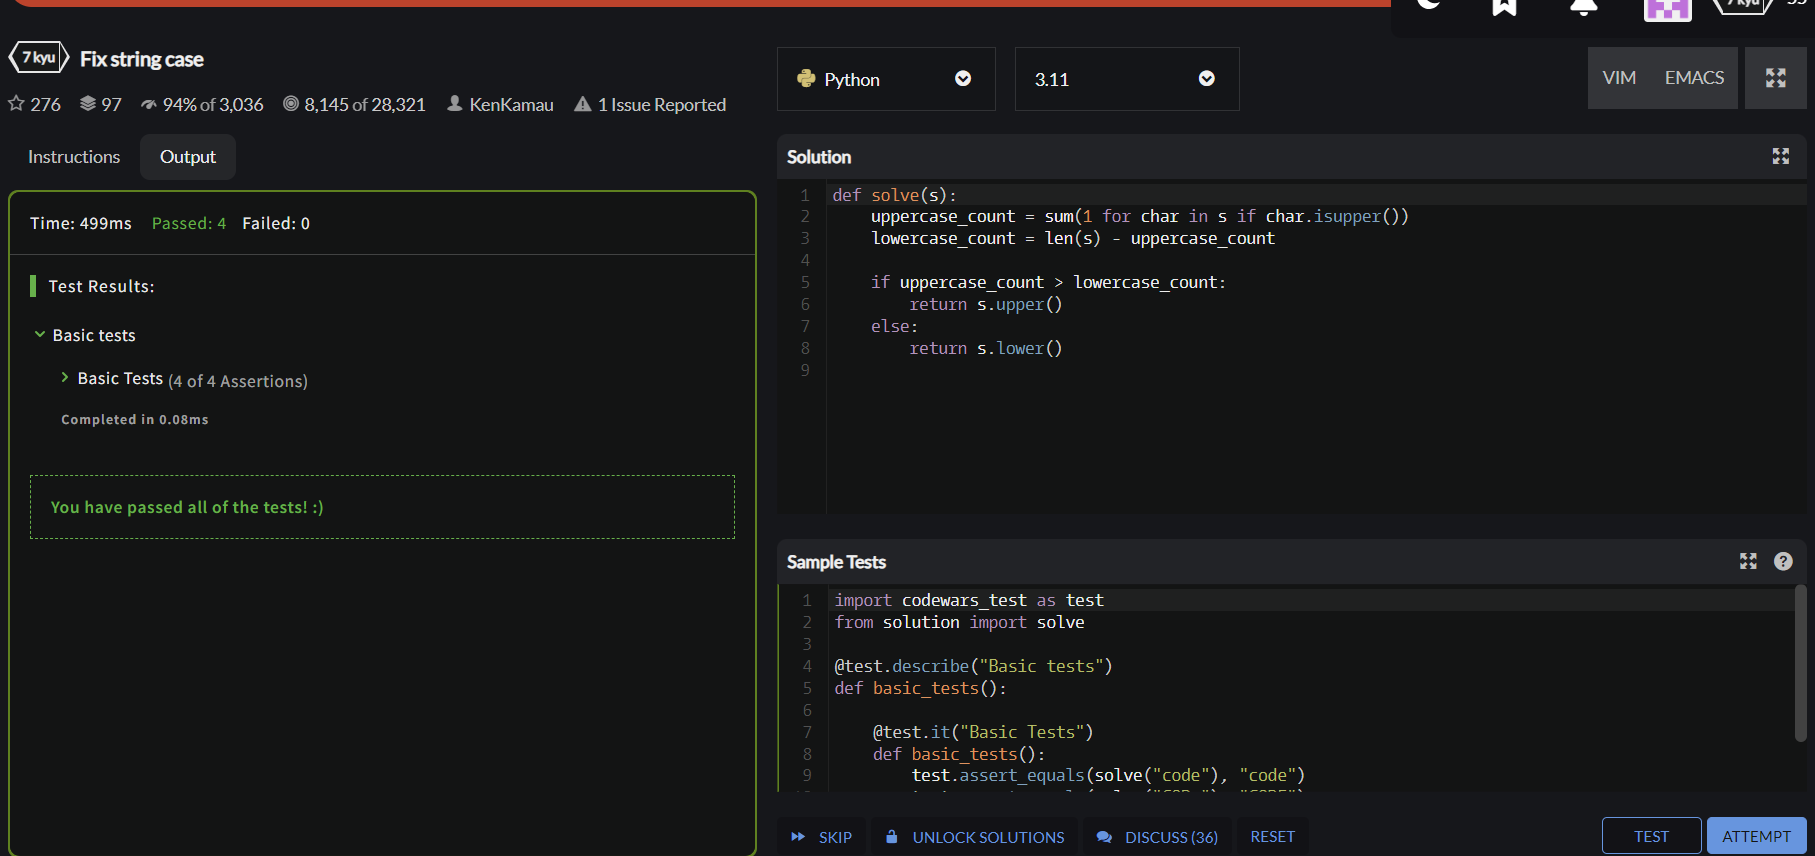 7 kyu Fix string case
276 97 94% of 3,036 8,145 of 28,321 KenKamau 1 Issue Reported
Instructions Output
Time: 499ms Passed: 4 Failed: 0
Test Results:
Basic tests
Basic Tests (4 of 4 Assertions)
Completed in 0.08ms
You have passed all of the tests! :)
7 kyu
Python 3.11 VIM EMACS
Solution
1 def solve(s):
2     uppercase_count = sum(1 for char in s if char.isupper())
3     lowercase_count = len(s) - uppercase_count
4
5     if uppercase_count > lowercase_count:
6         return s.upper()
7     else:
8         return s.lower()
9
Sample Tests
1 import codewars_test as test
2 from solution import solve
3
4 @test.describe("Basic tests")
5 def basic_tests():
6
7     @test.it("Basic Tests")
8     def basic_tests():
9         test.assert_equals(solve("code"), "code")
SKIP UNLOCK SOLUTIONS DISCUSS (36) RESET TEST ATTEMPT